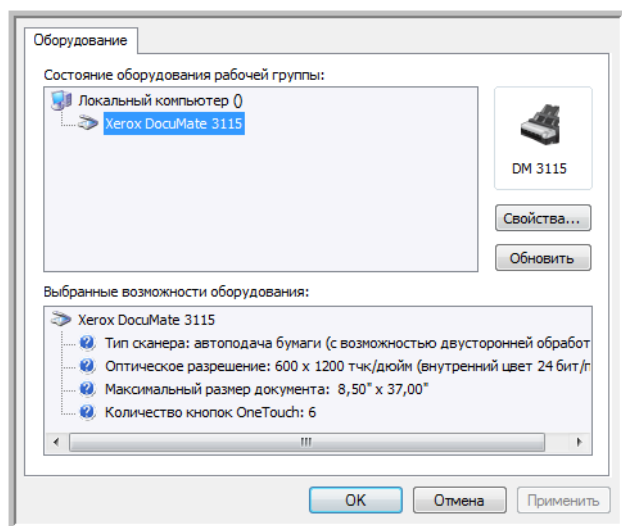 Оборудование
Состояние оборудования рабочей группы:
Локальный компьютер ()
Xerox DocuMate 3115
DM 3115
Свойства...
Обновить
Выбранные возможности оборудования:
Xerox DocuMate 3115
Тип сканера: автоподача бумаги (с возможностью двусторонней обработ
Оптическое разрешение: 600 x 1200 тчк/дюйм (внутренний цвет 24 бит/п
Максимальный размер документа: 8,50" x 37,00"
Количество кнопок OneTouch: 6
OK
Отмена
Применить